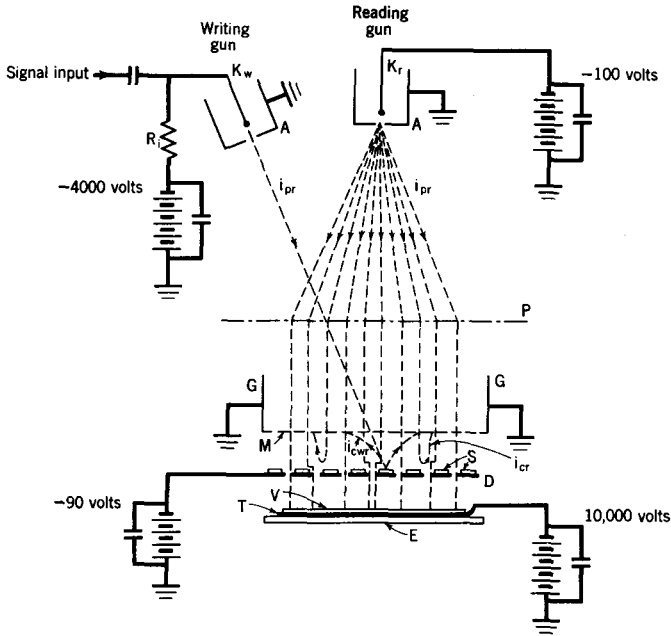 Writing
gun
Reading
gun
Signal input
K_w
K_r
−100 volts
A
A
R_i
i_pr
i_pr
−4000 volts
P
G
G
M
i_cwr
i_cr
S
D
−90 volts
V
T
E
10,000 volts